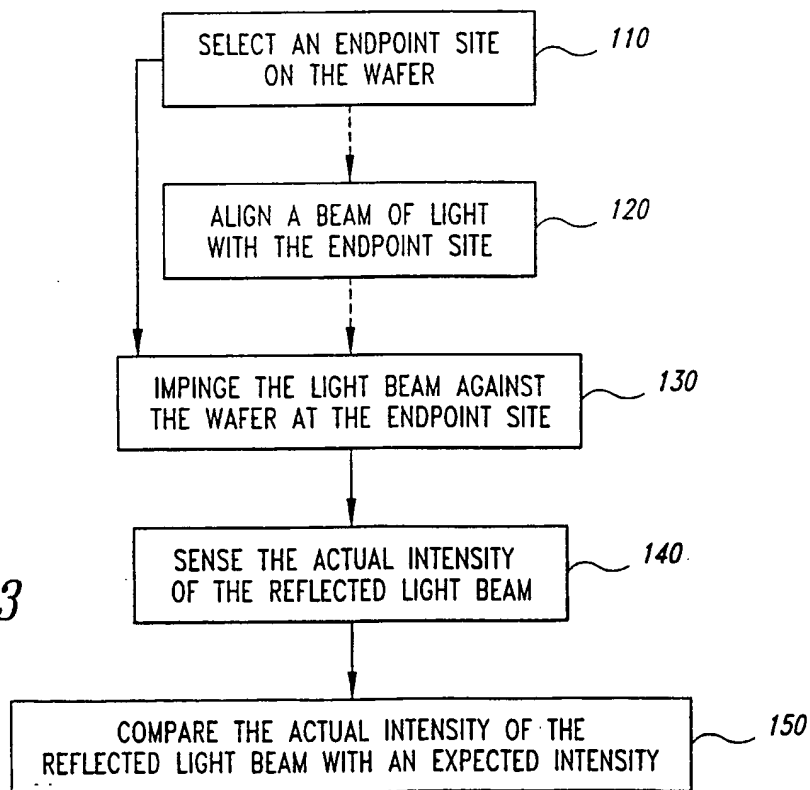 SELECT AN ENDPOINT SITE
ON THE WAFER
110
ALIGN A BEAM OF LIGHT
WITH THE ENDPOINT SITE
120
IMPINGE THE LIGHT BEAM AGAINST
THE WAFER AT THE ENDPOINT SITE
130
SENSE THE ACTUAL INTENSITY
OF THE REFLECTED LIGHT BEAM
140
3
COMPARE THE ACTUAL INTENSITY OF THE
REFLECTED LIGHT BEAM WITH AN EXPECTED INTENSITY
150